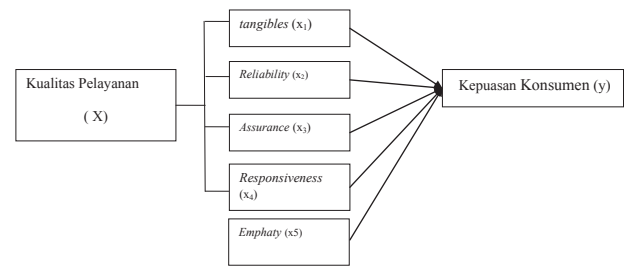 tangibles (x₁)
Reliability (x₂)
Kualitas Pelayanan
( X)
Kepuasan Konsumen (y)
Assurance (x₃)
Responsiveness
(x₄)
Emphaty (x5)